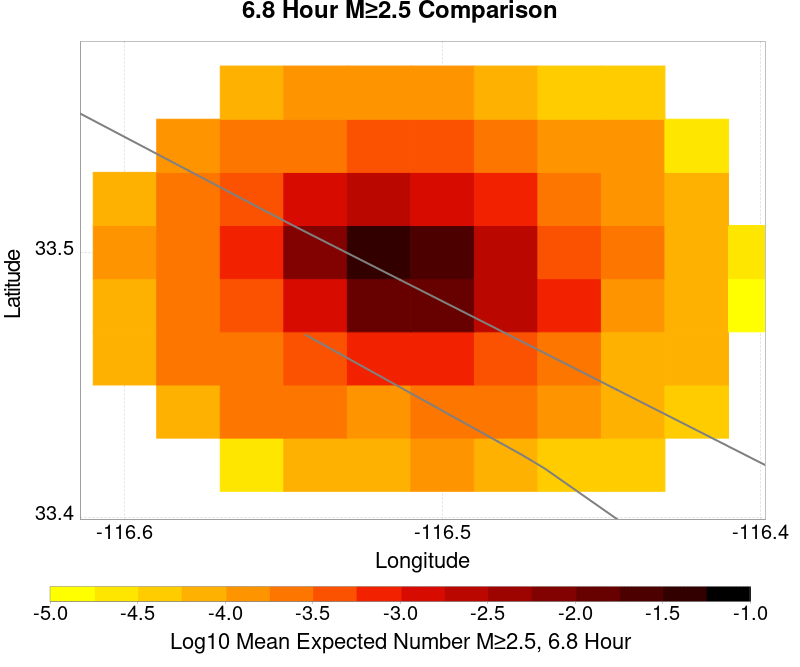 6.8 Hour M≥2.5 Comparison
Latitude
33.5
33.4
-116.6 -116.5 -116.4
Longitude
-5.0 -4.5 -4.0 -3.5 -3.0 -2.5 -2.0 -1.5 -1.0
Log10 Mean Expected Number M≥2.5, 6.8 Hour